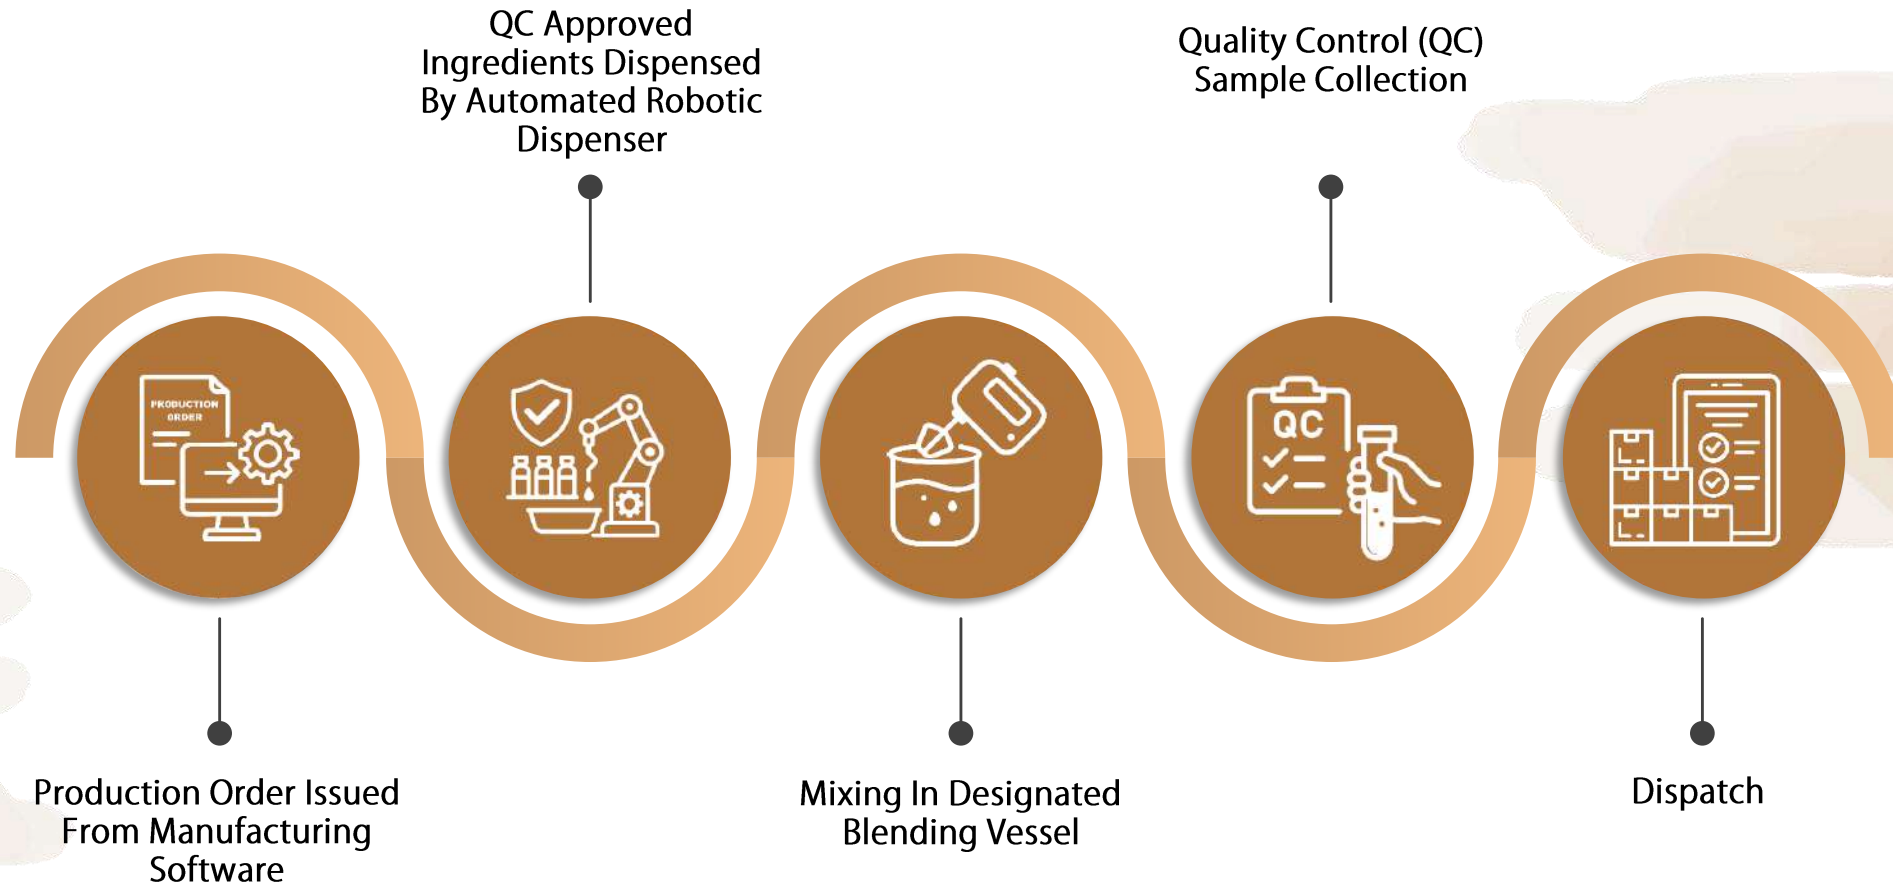 Production Order Issued
From Manufacturing
Software
PRODUCTION
ORDER
QC Approved
Ingredients Dispensed
By Automated Robotic
Dispenser
Mixing In Designated
Blending Vessel
Quality Control (QC)
Sample Collection
QC
Dispatch